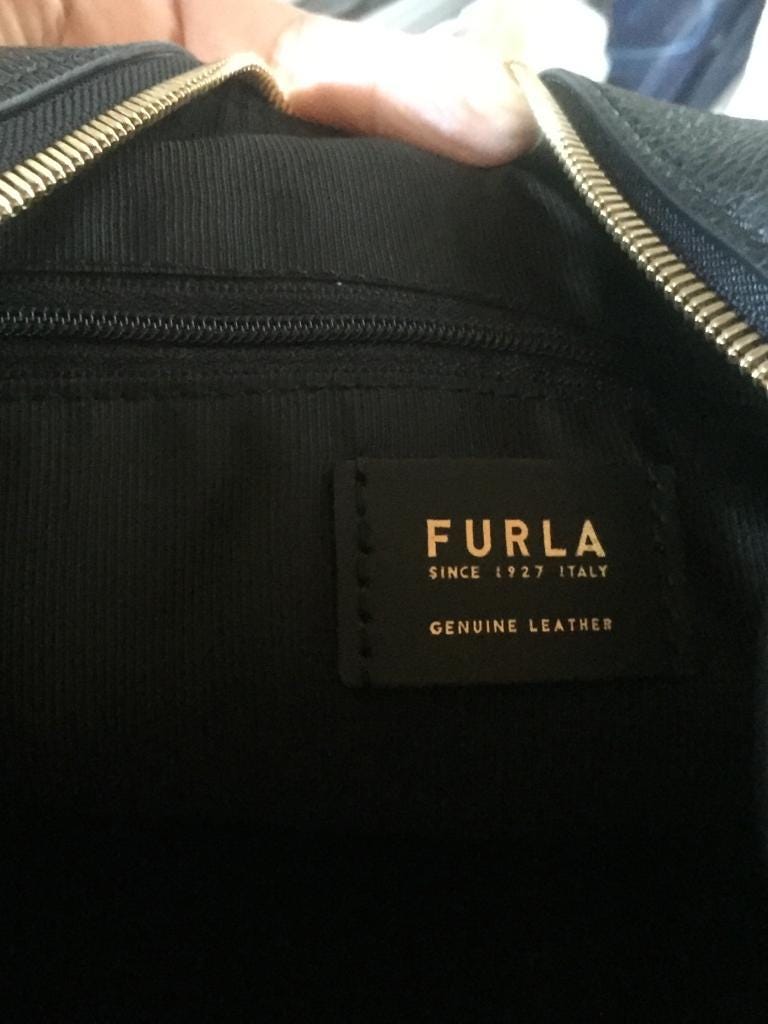 FURLA
SINCE 1927 ITALY
GENUINE LEATHER